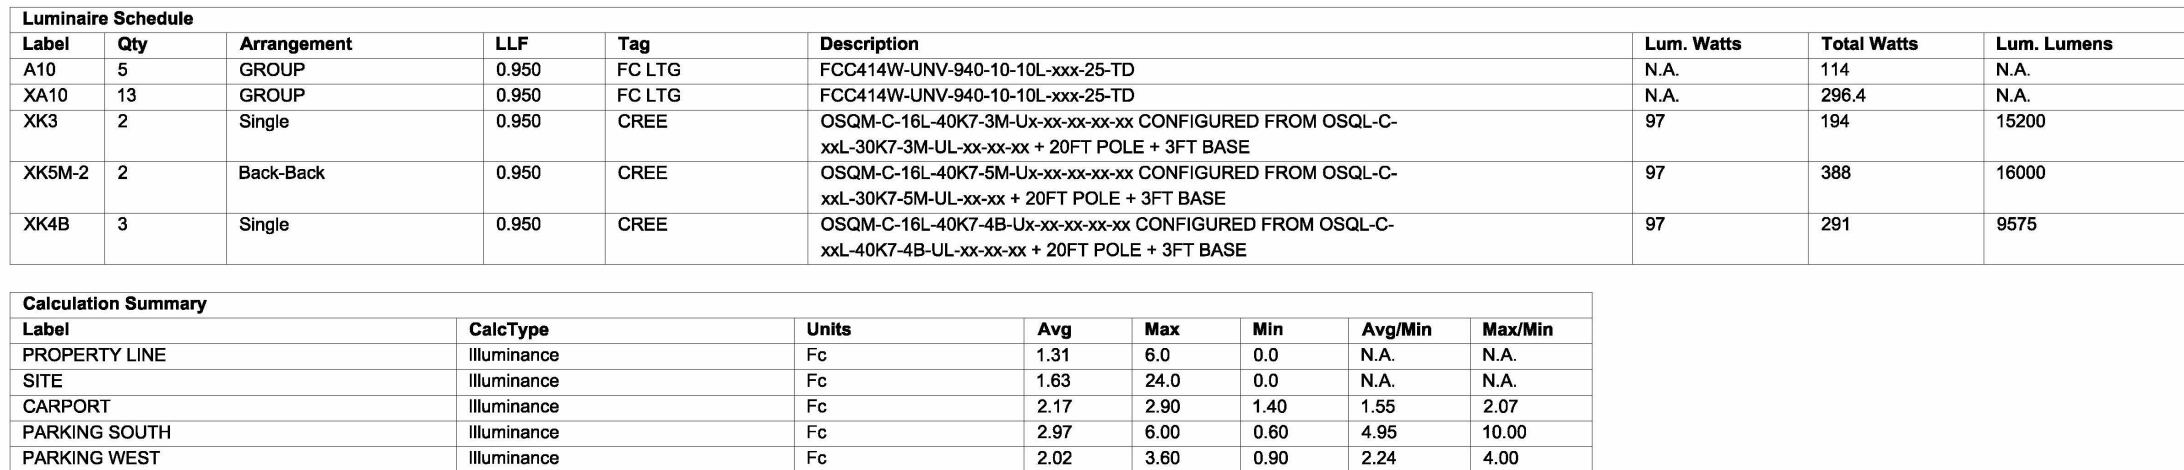 Luminaire Schedule
Label Qty Arrangement LLF Tag Description Lum. Watts Total Watts Lum. Lumens
A10 5 GROUP 0.950 FC LTG FCC414W-UNV-940-10-10L-xxx-25-TD N.A. 114 N.A.
XA10 13 GROUP 0.950 FC LTG FCC414W-UNV-940-10-10L-xxx-25-TD N.A. 296.4 N.A.
XK3 2 Single 0.950 CREE OSQM-C-16L-40K7-3M-Ux-xx-xx-xx-xx CONFIGURED FROM OSQL-C- 97 194 15200
xxL-30K7-3M-UL-xx-xx-xx + 20FT POLE + 3FT BASE
XK5M-2 2 Back-Back 0.950 CREE OSQM-C-16L-40K7-5M-Ux-xx-xx-xx-xx CONFIGURED FROM OSQL-C- 97 388 16000
xxL-30K7-5M-UL-xx-xx + 20FT POLE + 3FT BASE
XK4B 3 Single 0.950 CREE OSQM-C-16L-40K7-4B-Ux-xx-xx-xx-xx CONFIGURED FROM OSQL-C- 97 291 9575
xxL-40K7-4B-UL-xx-xx-xx + 20FT POLE + 3FT BASE
Calculation Summary
Label CalcType Units Avg Max Min Avg/Min Max/Min
PROPERTY LINE Illuminance Fc 1.31 6.0 0.0 N.A. N.A.
SITE Illuminance Fc 1.63 24.0 0.0 N.A. N.A.
CARPORT Illuminance Fc 2.17 2.90 1.40 1.55 2.07
PARKING SOUTH Illuminance Fc 2.97 6.00 0.60 4.95 10.00
PARKING WEST Illuminance Fc 2.02 3.60 0.90 2.24 4.00